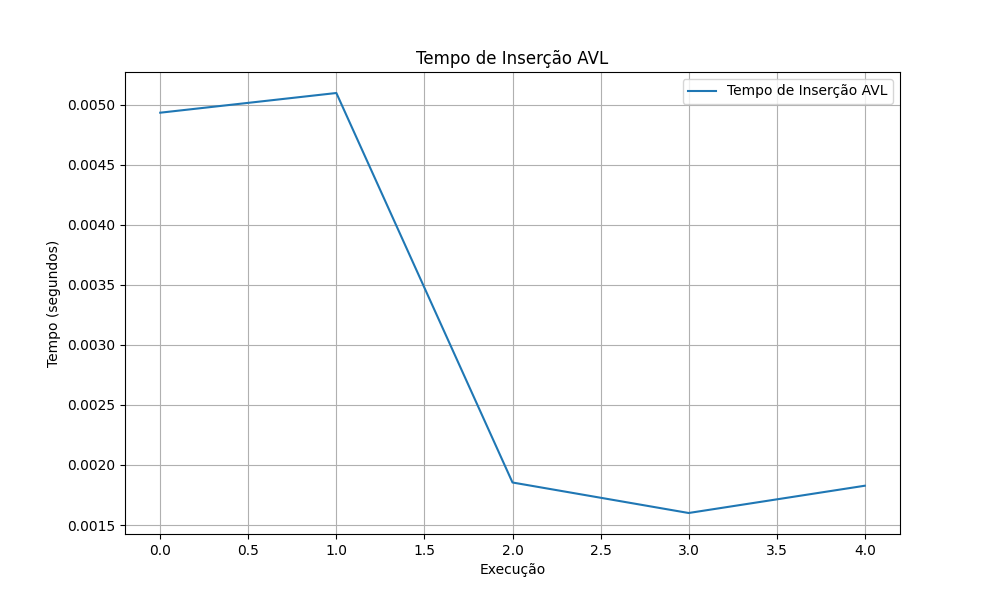 Tempo de Inserção AVL
Tempo de Inserção AVL
0.0050
0.0045
0.0040
0.0035
0.0030
0.0025
0.0020
0.0015
Tempo (segundos)
0.0 0.5 1.0 1.5 2.0 2.5 3.0 3.5 4.0
Execução